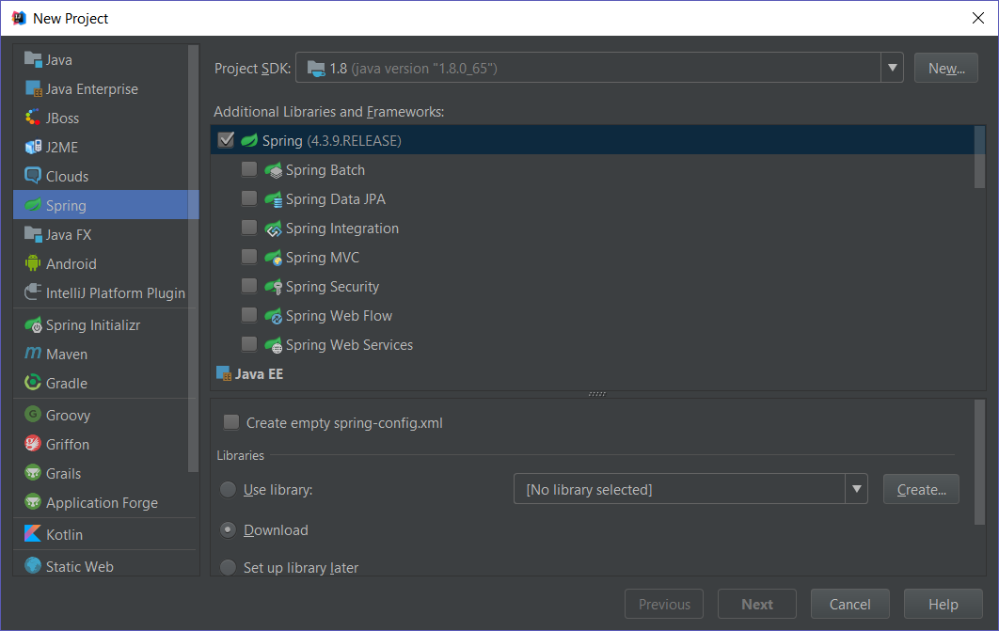 New Project
Java
Java Enterprise
JBoss
J2ME
Clouds
Spring
Java FX
Android
IntelliJ Platform Plugin
Spring Initializr
Maven
Gradle
Groovy
Griffon
Grails
Application Forge
Kotlin
Static Web
Project SDK: 1.8 (java version "1.8.0_65") New...
Additional Libraries and Frameworks:
Spring (4.3.9.RELEASE)
Spring Batch
Spring Data JPA
Spring Integration
Spring MVC
Spring Security
Spring Web Flow
Spring Web Services
Java EE
Create empty spring-config.xml
Libraries
Use library: [No library selected] Create...
Download
Set up library later
Previous Next Cancel Help